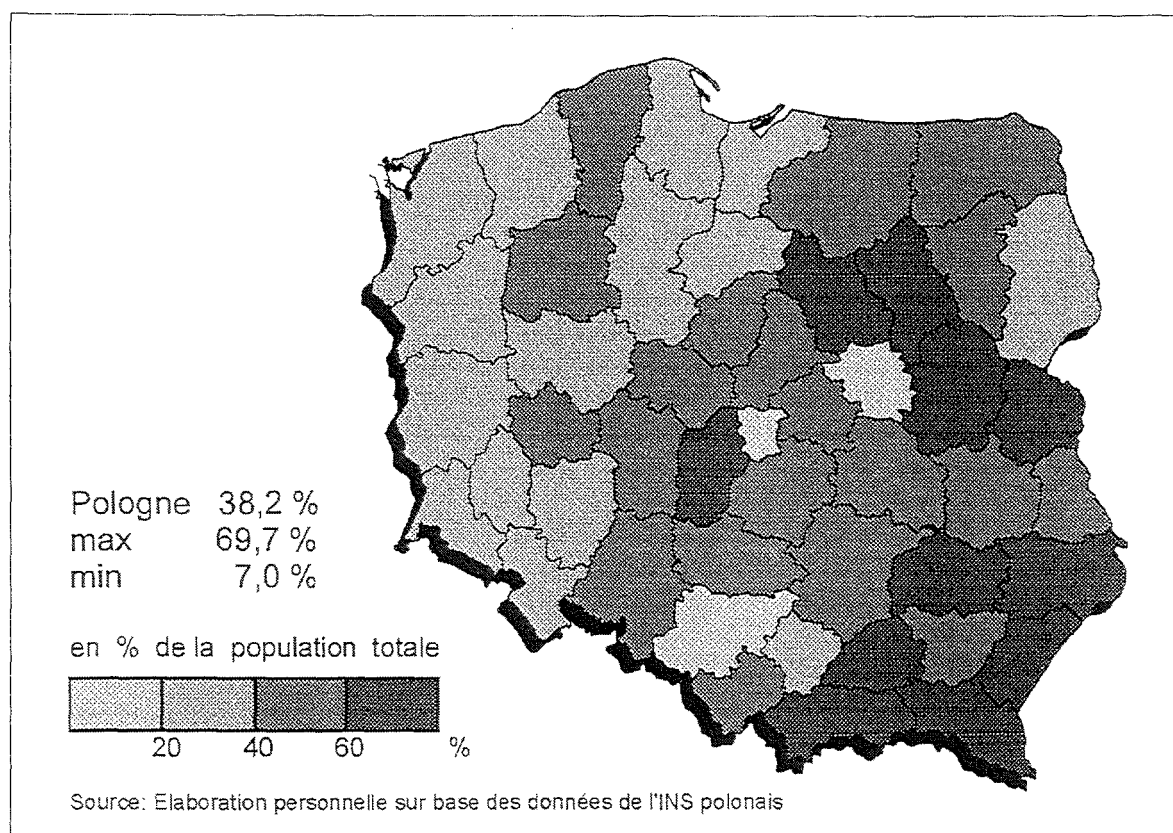 Pologne 38,2 %
max 69,7 %
min 7,0 %
en % de la population totale
20 40 60 %
Source: Elaboration personnelle sur base des données de l'INS polonais